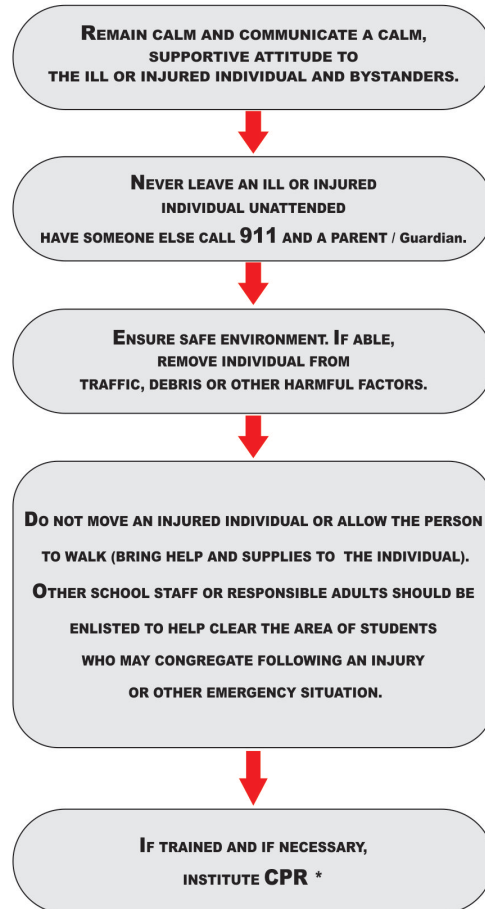 REMAIN CALM AND COMMUNICATE A CALM,
SUPPORTIVE ATTITUDE TO
THE ILL OR INJURED INDIVIDUAL AND BYSTANDERS.
NEVER LEAVE AN ILL OR INJURED
INDIVIDUAL UNATTENDED
HAVE SOMEONE ELSE CALL 911 AND A PARENT / Guardian.
ENSURE SAFE ENVIRONMENT. IF ABLE,
REMOVE INDIVIDUAL FROM
TRAFFIC, DEBRIS OR OTHER HARMFUL FACTORS.
DO NOT MOVE AN INJURED INDIVIDUAL OR ALLOW THE PERSON
TO WALK (BRING HELP AND SUPPLIES TO THE INDIVIDUAL).
OTHER SCHOOL STAFF OR RESPONSIBLE ADULTS SHOULD BE
ENLISTED TO HELP CLEAR THE AREA OF STUDENTS
WHO MAY CONGREGATE FOLLOWING AN INJURY
OR OTHER EMERGENCY SITUATION.
IF TRAINED AND IF NECESSARY,
INSTITUTE CPR *